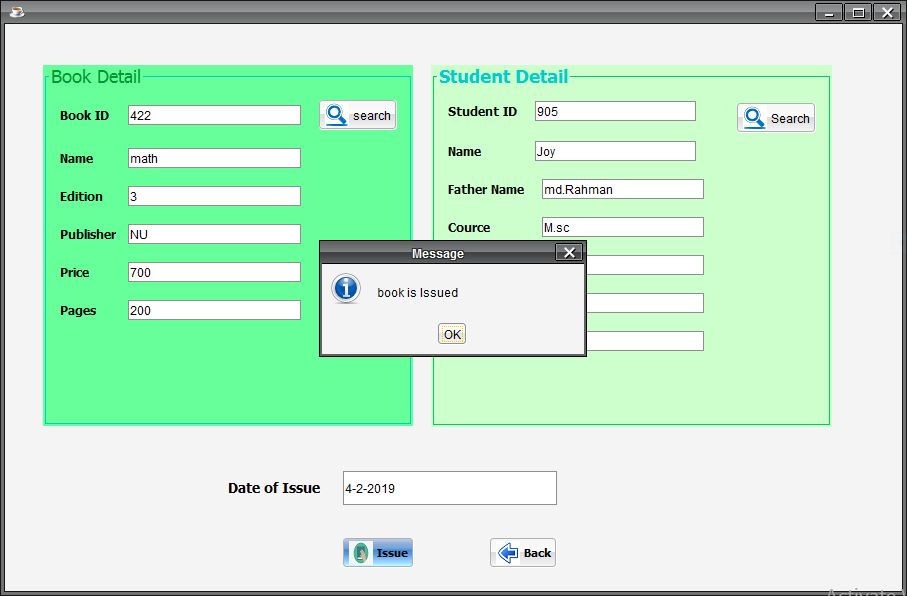 Book Detail
Book ID 422 search
Name math
Edition 3
Publisher NU
Price 700
Pages 200
Student Detail
Student ID 905 Search
Name Joy
Father Name md.Rahman
Cource M.sc
Message
book is Issued
OK
Date of Issue 4-2-2019
Issue Back